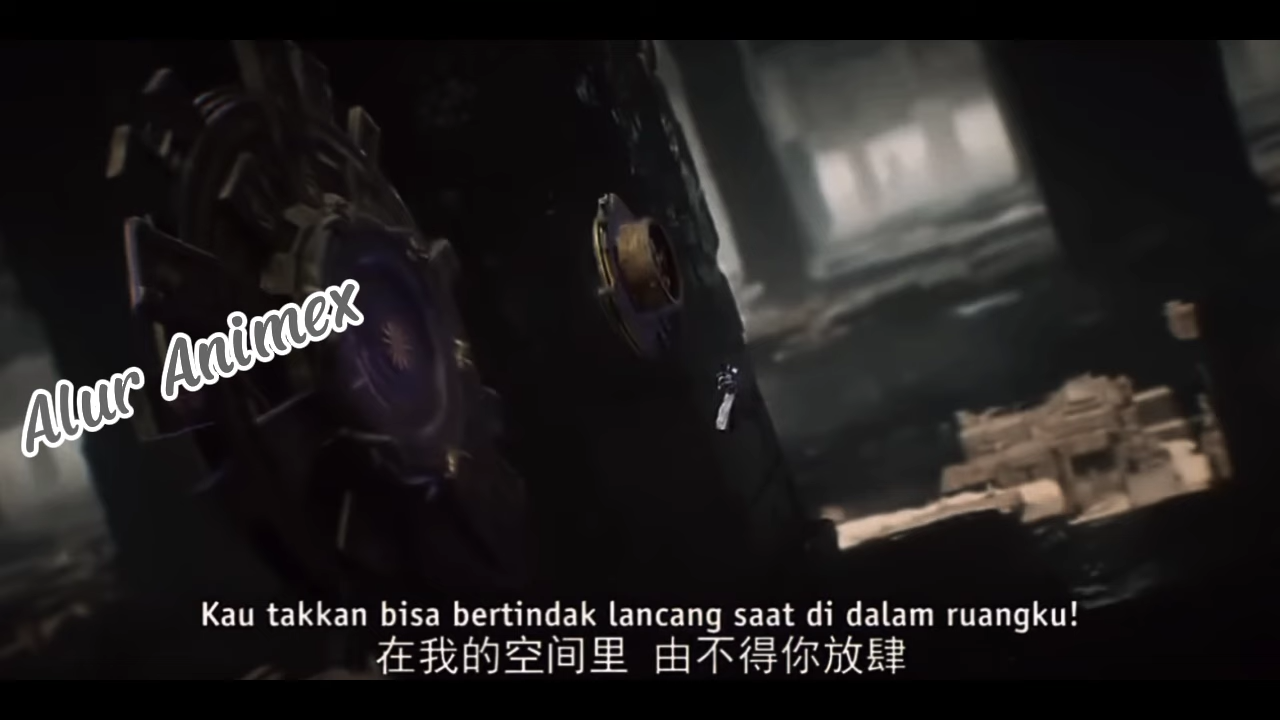 Alur Animex
Kau takkan bisa bertindak lancang saat di dalam ruangku!
在我的空间里 由不得你放肆